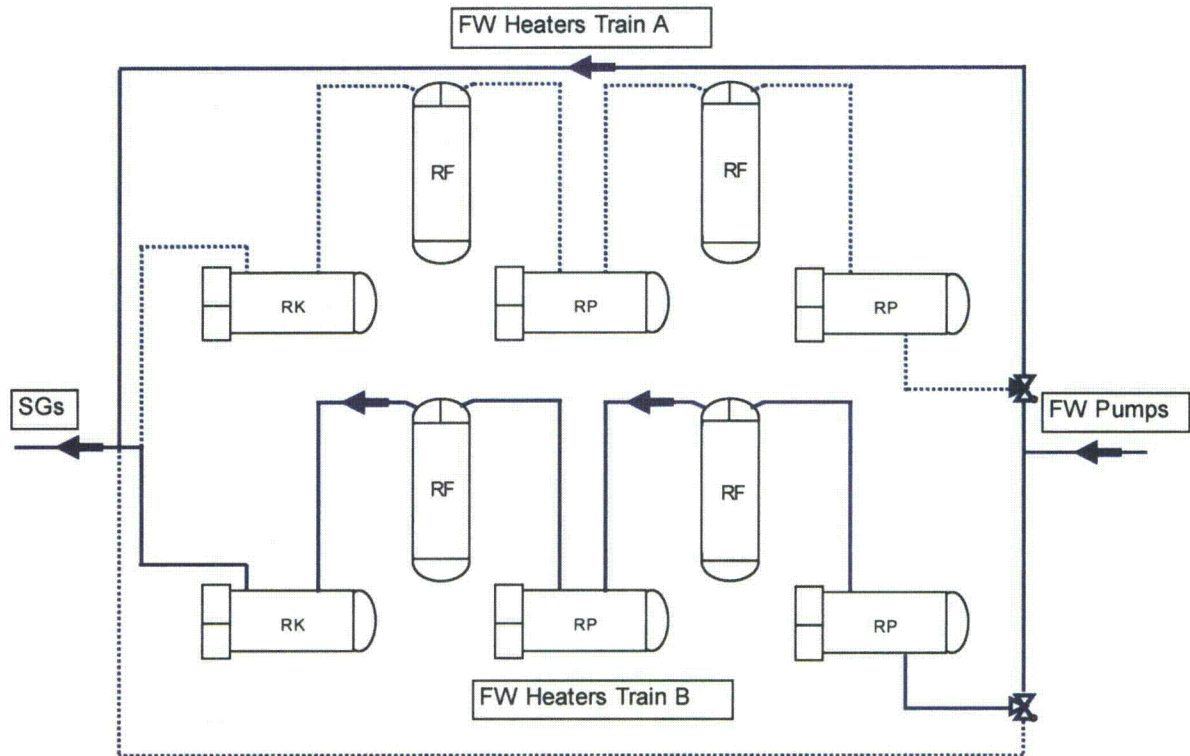 FW Heaters Train A
RF
RF
RK
RP
RP
SGs
FW Pumps
RF
RF
RK
RP
RP
FW Heaters Train B